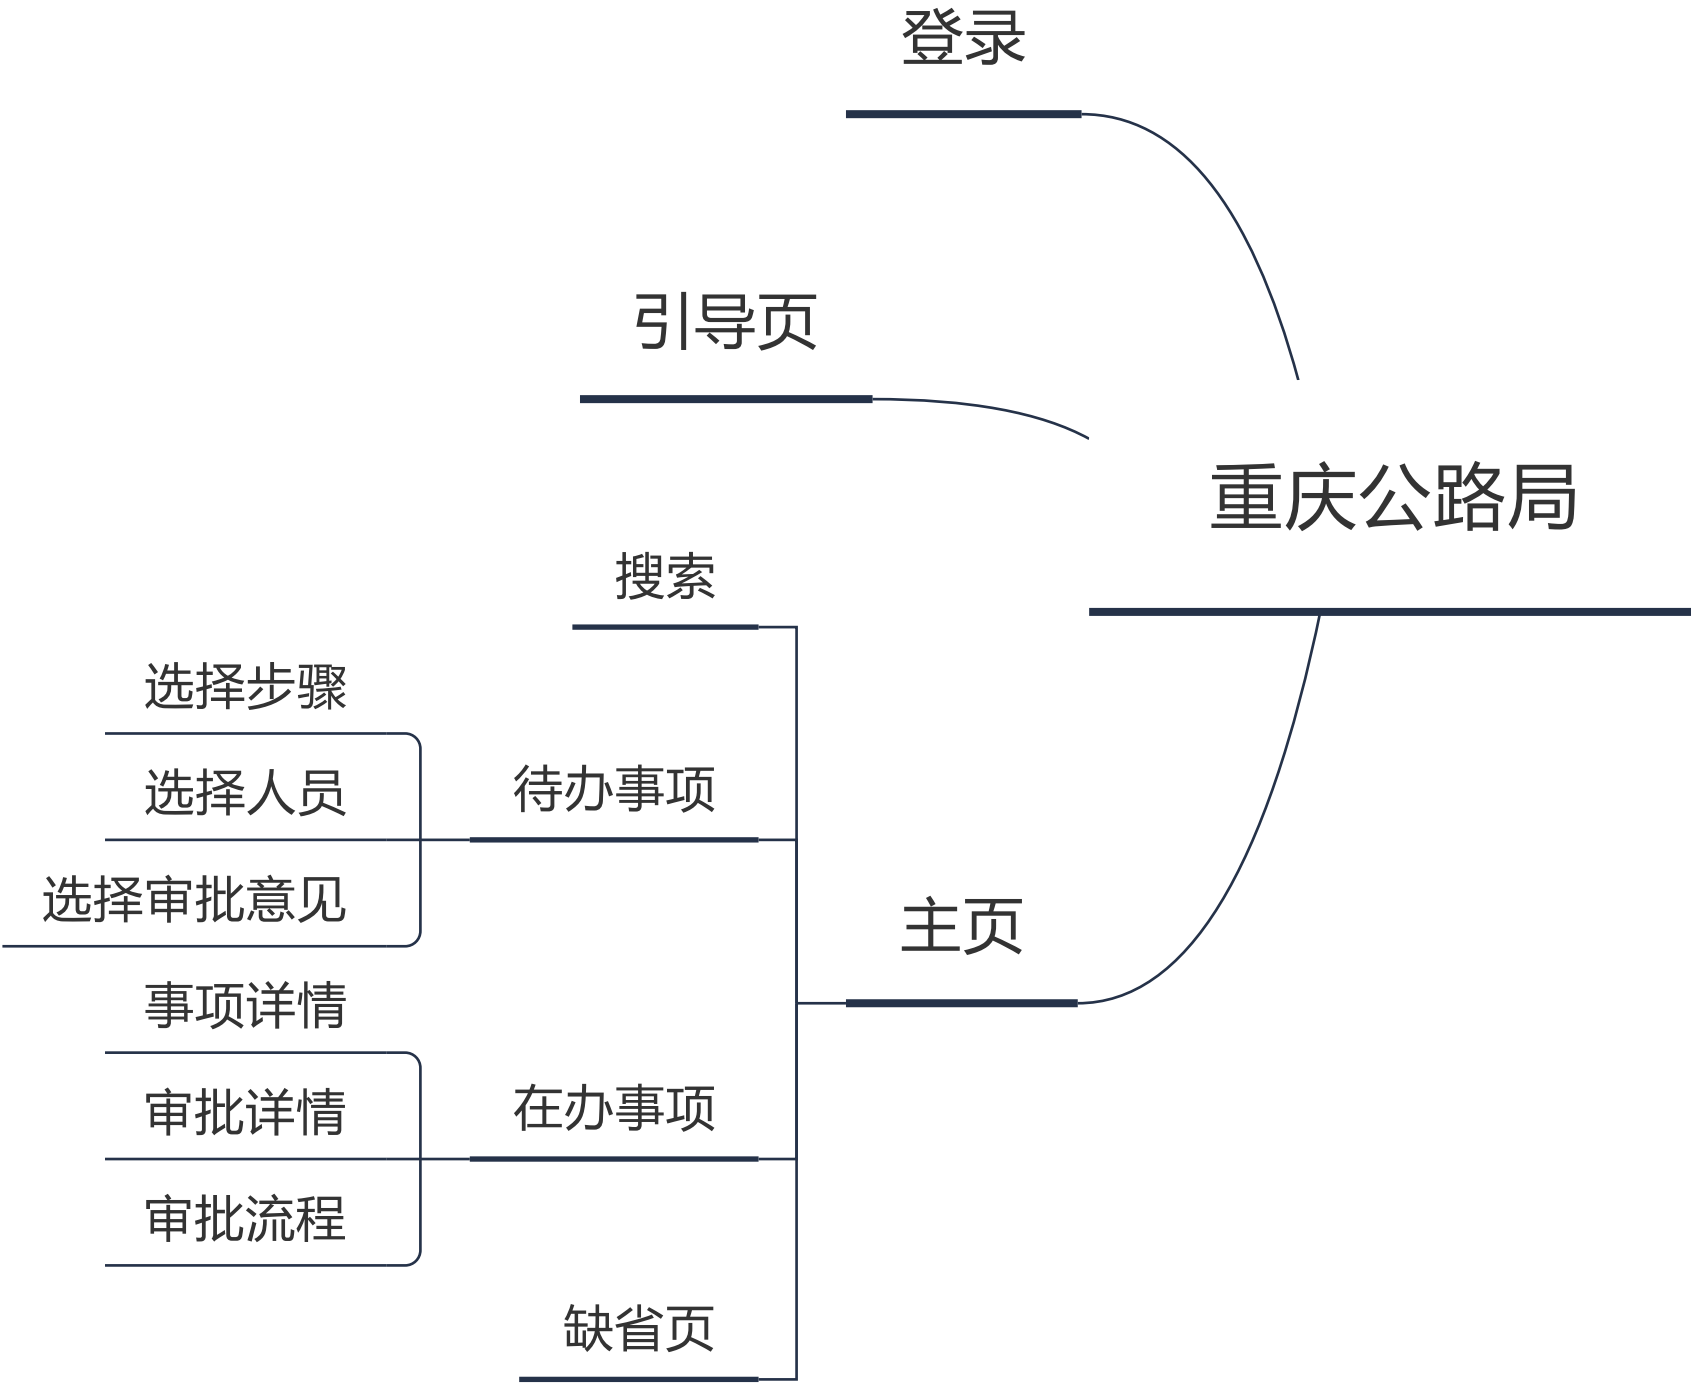 登录
引导页
重庆公路局
搜索
选择步骤
待办事项
选择人员
选择审批意见
主页
事项详情
在办事项
审批详情
审批流程
缺省页